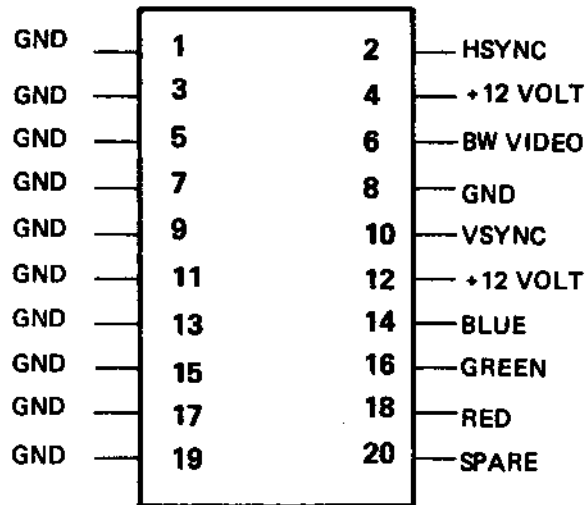 GND 1 2 HSYNC
GND 3 4 +12 VOLT
GND 5 6 BW VIDEO
GND 7 8 GND
GND 9 10 VSYNC
GND 11 12 +12 VOLT
GND 13 14 BLUE
GND 15 16 GREEN
GND 17 18 RED
GND 19 20 SPARE